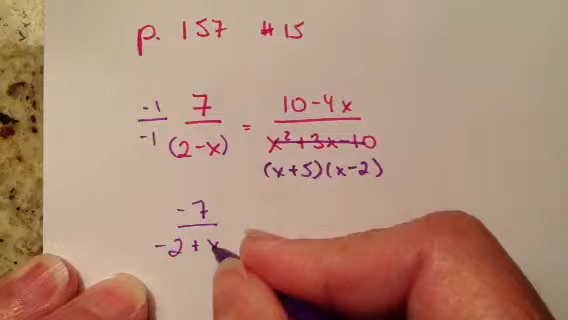 p. 157 #15
-1/-1 7/(2-x) = (10-4x)/(x²+3x-10)
(x+5)(x-2)
-7/(-2+x